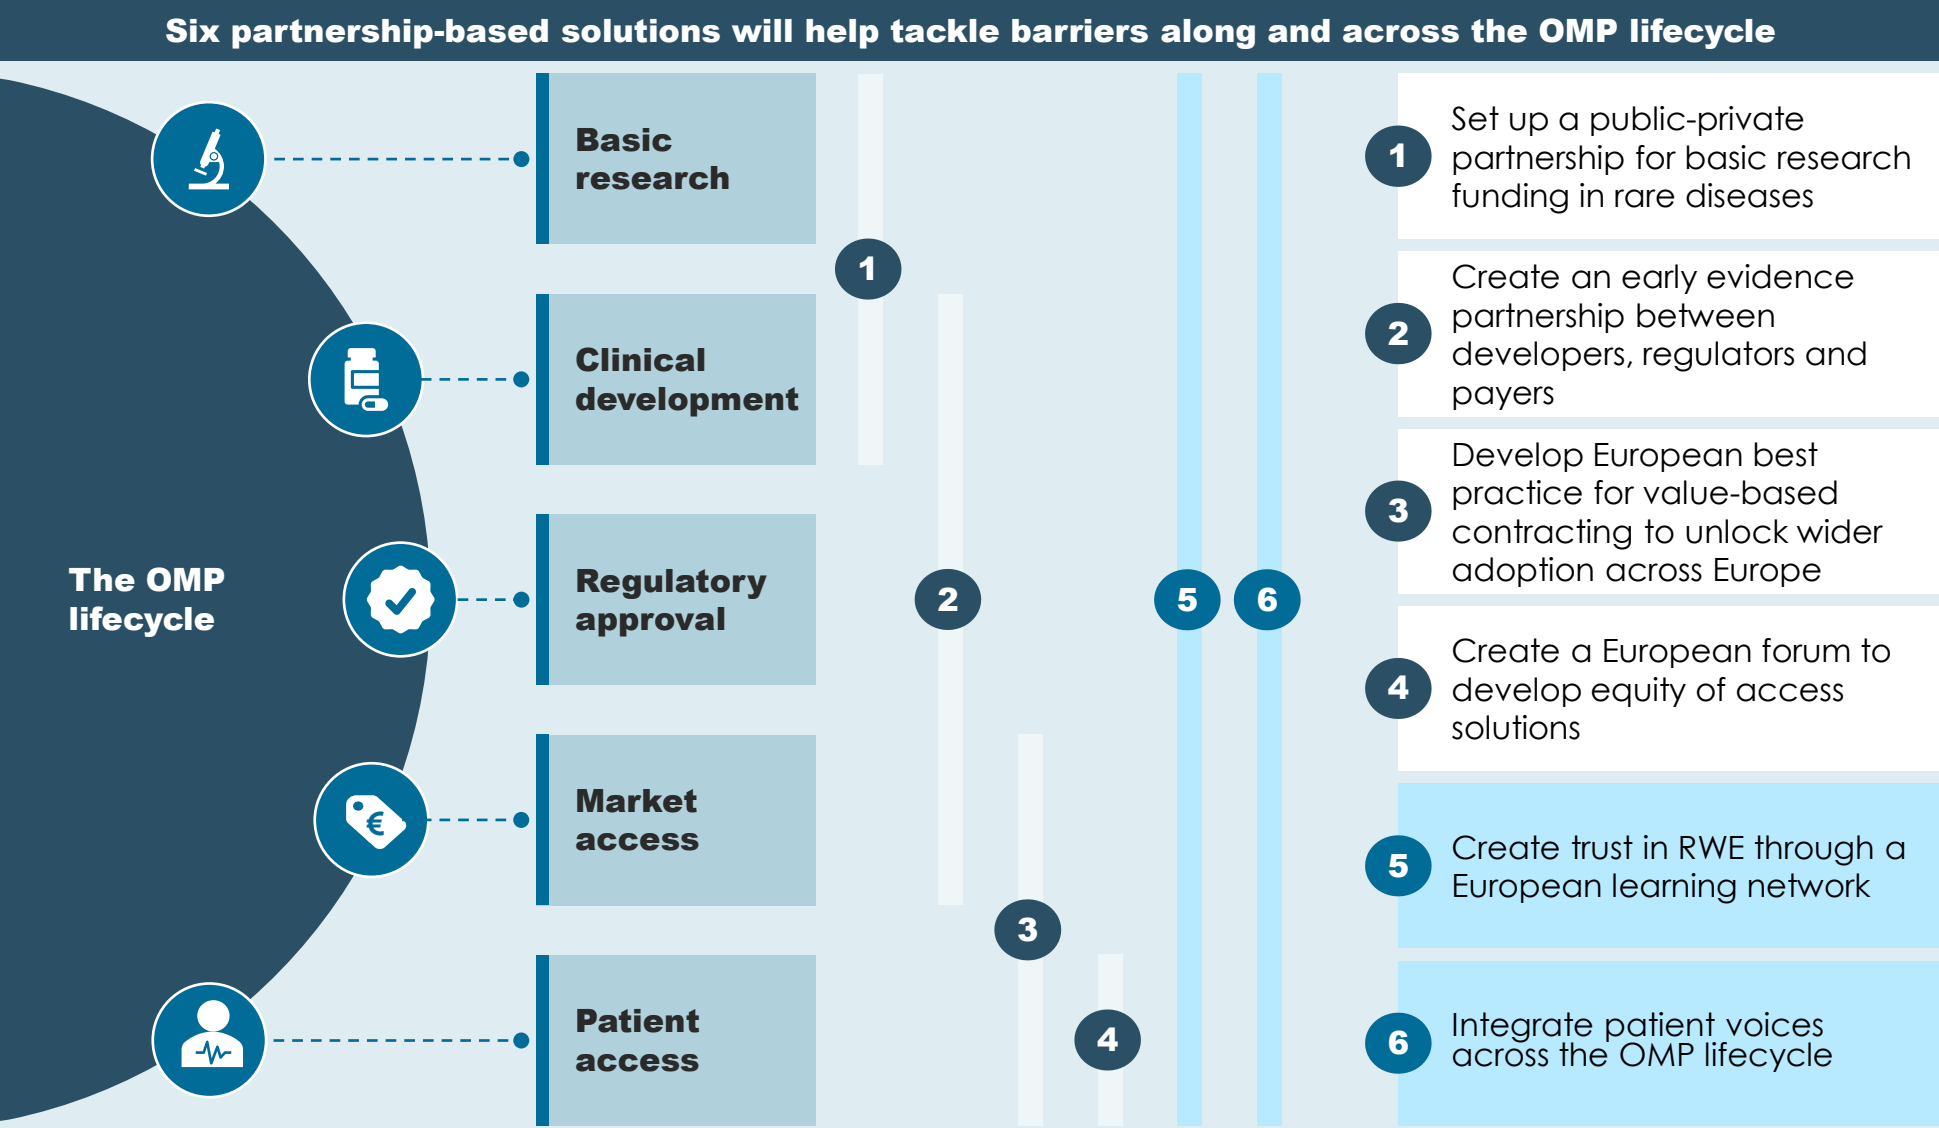 Six partnership-based solutions will help tackle barriers along and across the OMP lifecycle
The OMP
lifecycle
Basic
research
Clinical
development
Regulatory
approval
Market
access
€
Patient
access
1
2
3
4
5
6
1
Set up a public-private
partnership for basic research
funding in rare diseases
2
Create an early evidence
partnership between
developers, regulators and
payers
3
Develop European best
practice for value-based
contracting to unlock wider
adoption across Europe
4
Create a European forum to
develop equity of access
solutions
5
Create trust in RWE through a
European learning network
6
Integrate patient voices
across the OMP lifecycle